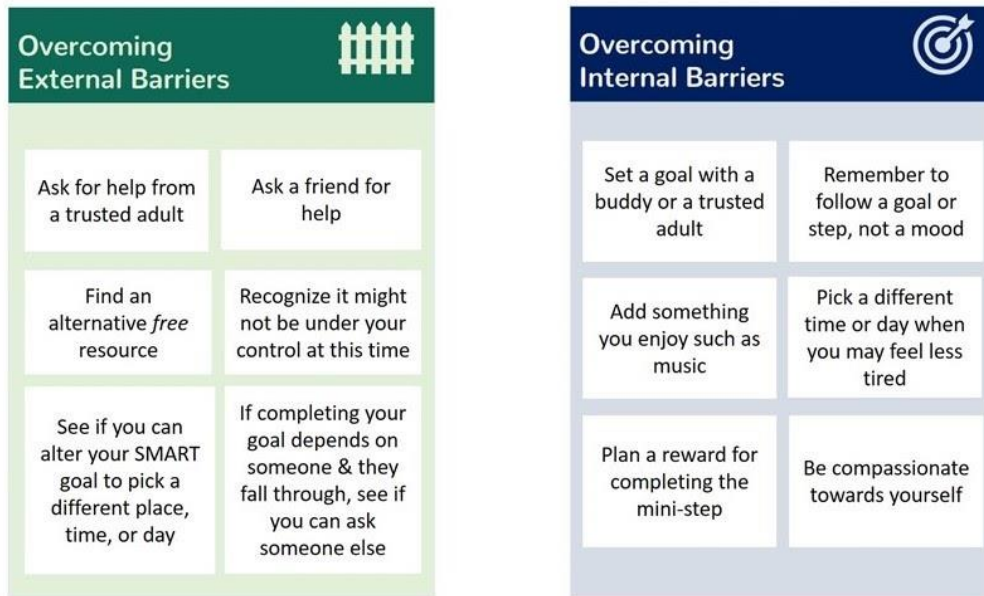 Overcoming
External Barriers
Ask for help from
a trusted adult
Ask a friend for
help
Find an
alternative free
resource
Recognize it might
not be under your
control at this time
See if you can
alter your SMART
goal to pick a
different place,
time, or day
If completing your
goal depends on
someone & they
fall through, see if
you can ask
someone else
Overcoming
Internal Barriers
Set a goal with a
buddy or a trusted
adult
Remember to
follow a goal or
step, not a mood
Add something
you enjoy such as
music
Pick a different
time or day when
you may feel less
tired
Plan a reward for
completing the
mini-step
Be compassionate
towards yourself